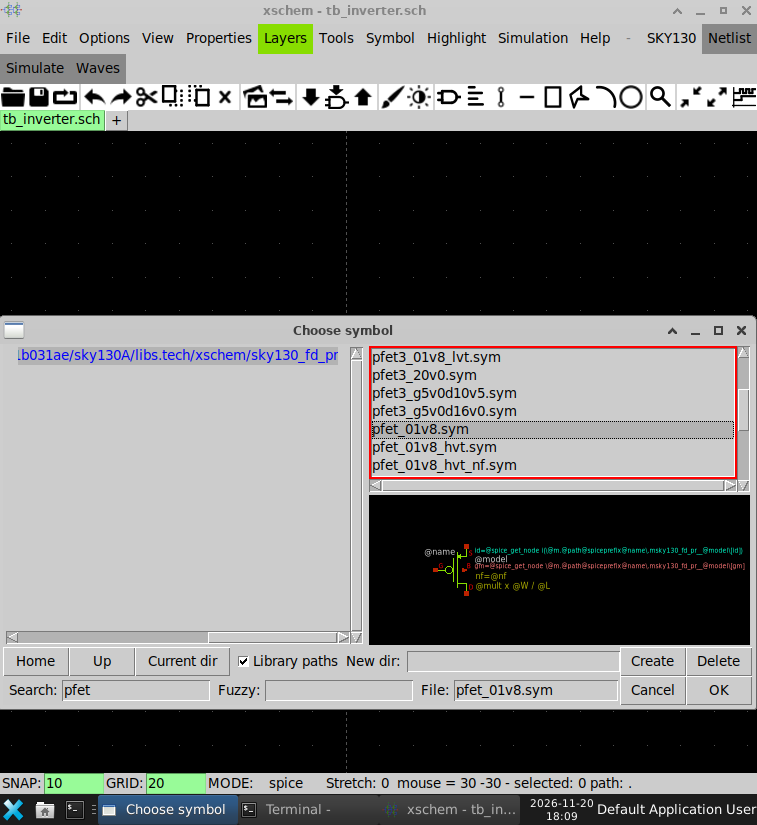 xschem - tb_inverter.sch
File Edit Options View Properties Layers Tools Symbol Highlight Simulation Help - SKY130 Netlist
Simulate Waves
tb_inverter.sch +
Choose symbol
.b031ae/sky130A/libs.tech/xschem/sky130_fd_pr
pfet3_01v8_lvt.sym
pfet3_20v0.sym
pfet3_g5v0d10v5.sym
pfet3_g5v0d16v0.sym
pfet_01v8.sym
pfet_01v8_hvt.sym
pfet_01v8_hvt_nf.sym
@name
@model
nf=@nf
@mult x @W / @L
Home Up Current dir Library paths New dir: Create Delete
Search: pfet Fuzzy: File: pfet_01v8.sym Cancel OK
SNAP: 10 GRID: 20 MODE: spice Stretch: 0 mouse = 30 -30 - selected: 0 path: .
Choose symbol Terminal - xschem - tb_in... 2026-11-20 18:09 Default Application User